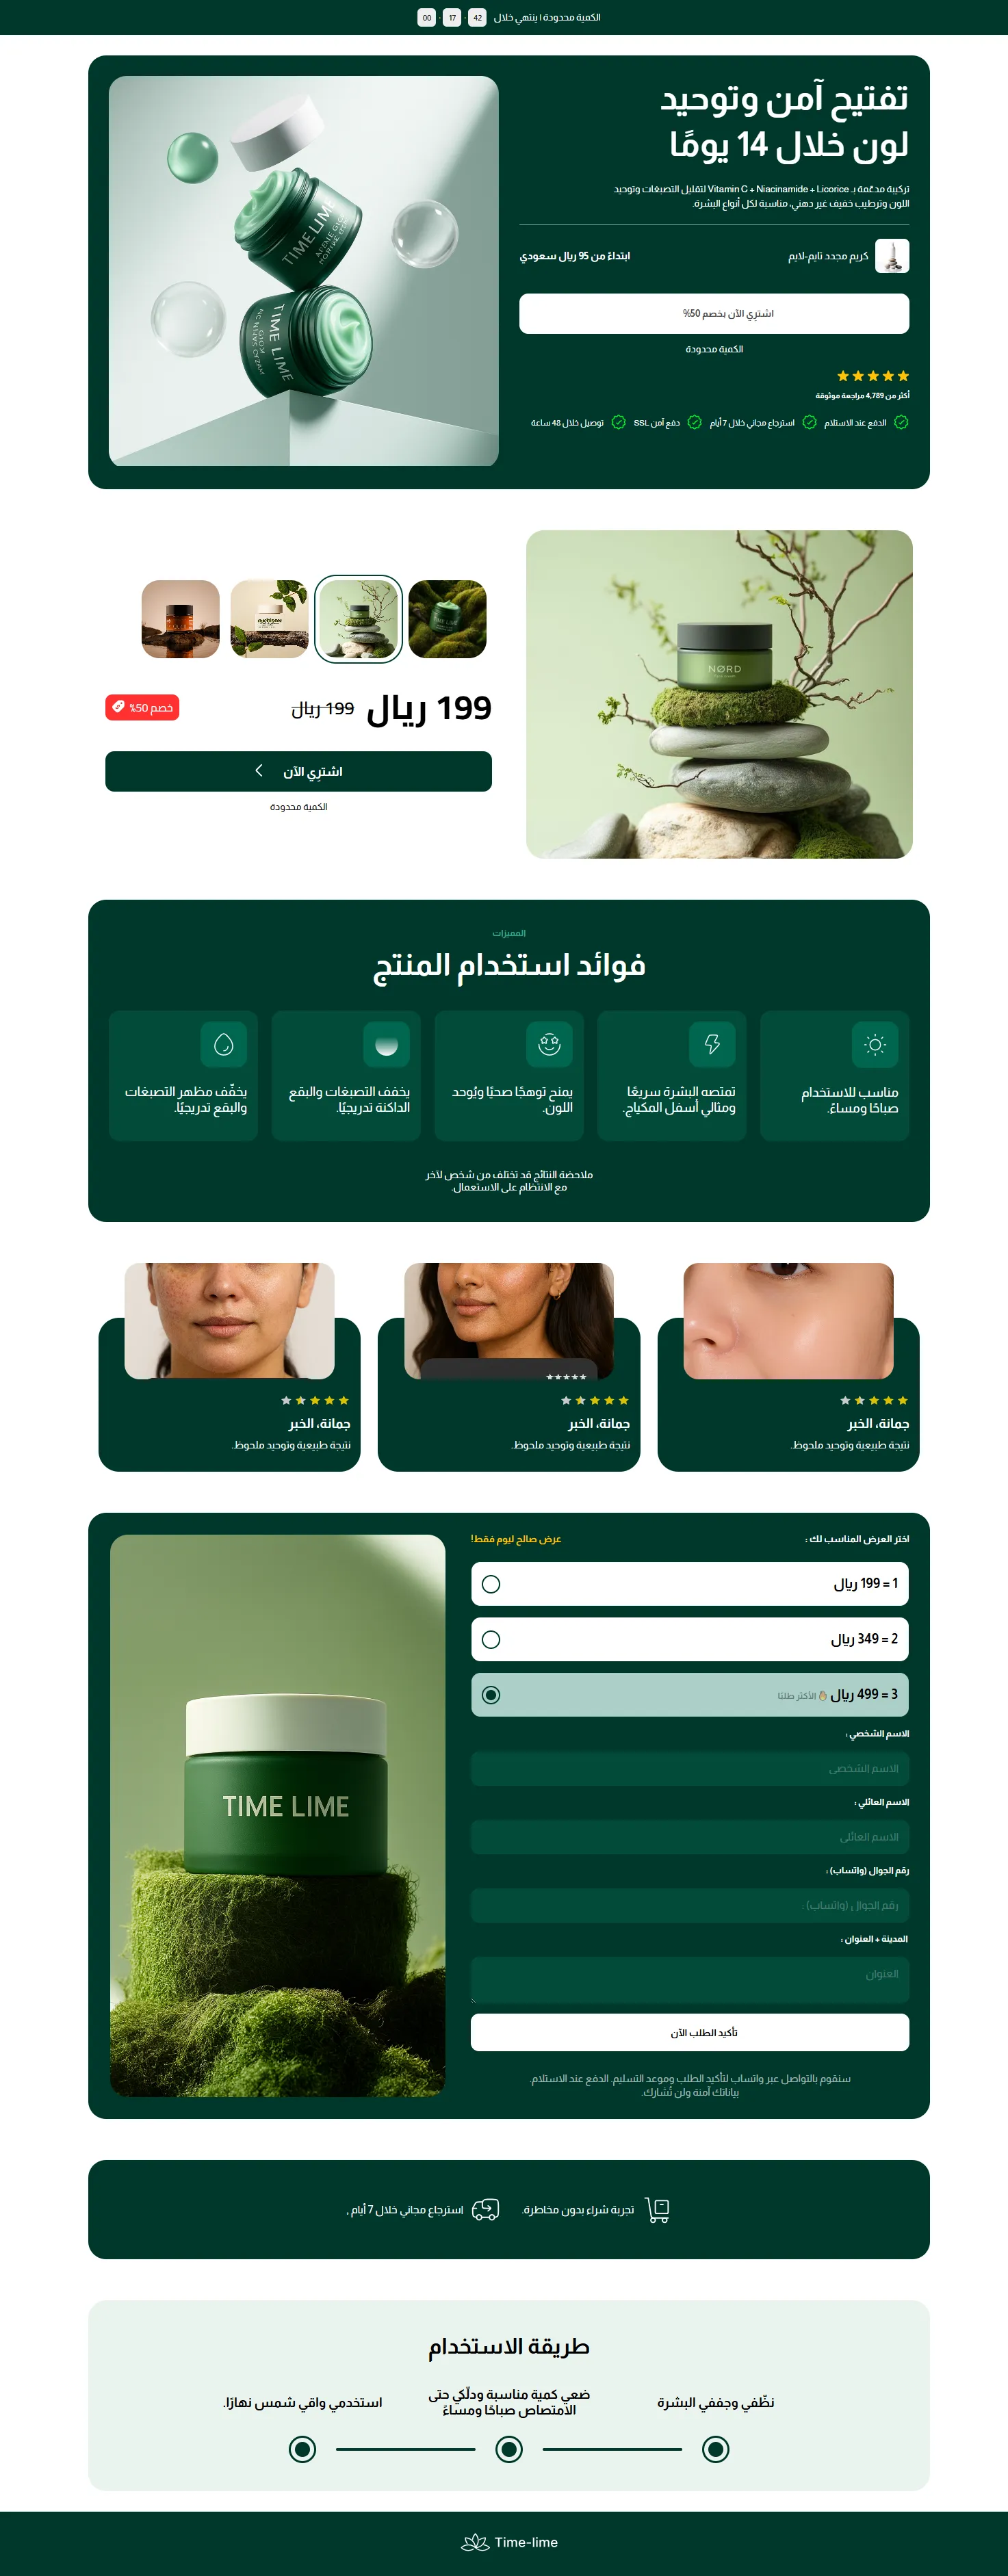 الكمية محدودة | ينتهي خلال 42 : 17 : 00
تفتيح آمن وتوحيد
لون خلال 14 يومًا
تركيبة مدعّمة بـ Vitamin C + Niacinamide + Licorice لتقليل التصبغات وتوحيد
اللون وترطيب خفيف غير دهني، مناسبة لكل أنواع البشرة.
كريم مجدد تايم-لايم
ابتداءً من 95 ريال سعودي
اشتري الآن بخصم 50%
الكمية محدودة
أكثر من 4,789 مراجعة موثوقة
الدفع عند الاستلام
استرجاع مجاني خلال 7 أيام
دفع آمن SSL
توصيل خلال 48 ساعة
TIME LIME
TIME LIME
NØRD
199 ريال
199 ريال
خصم 50%
اشتري الآن
الكمية محدودة
المميزات
فوائد استخدام المنتج
مناسب للاستخدام
صباحًا ومساءً.
تمتصه البشرة سريعًا
ومثالي أسفل المكياج.
يمنح توهجًا صحيًا ويُوحد
اللون.
يخفف التصبغات والبقع
الداكنة تدريجيًا.
يخفّف مظهر التصبغات
والبقع تدريجيًا.
ملاحضة النتائج قد تختلف من شخص لآخر
مع الانتظام على الاستعمال.
جمانة، الخبر
نتيجة طبيعية وتوحيد ملحوظ.
جمانة، الخبر
نتيجة طبيعية وتوحيد ملحوظ.
جمانة، الخبر
نتيجة طبيعية وتوحيد ملحوظ.
اختر العرض المناسب لك :
عرض صالح ليوم فقط!
1 = 199 ريال
2 = 349 ريال
3 = 499 ريال الأكثر طلبًا
الاسم الشخصي :
الاسم الشخصي
الاسم العائلي :
الاسم العائلي
رقم الجوال (واتساب) :
رقم الجوال (واتساب) :
المدينة + العنوان :
العنوان
تأكيد الطلب الآن
سنقوم بالتواصل عبر واتساب لتأكيد الطلب وموعد التسليم. الدفع عند الاستلام.
بياناتك آمنة ولن تُشارك.
TIME LIME
تجربة شراء بدون مخاطرة.
استرجاع مجاني خلال 7 أيام ,
طريقة الاستخدام
نظّفي وجففي البشرة
ضعي كمية مناسبة ودلّكي حتى
الامتصاص صباحًا ومساءً
استخدمي واقي شمس نهارًا.
Time-lime